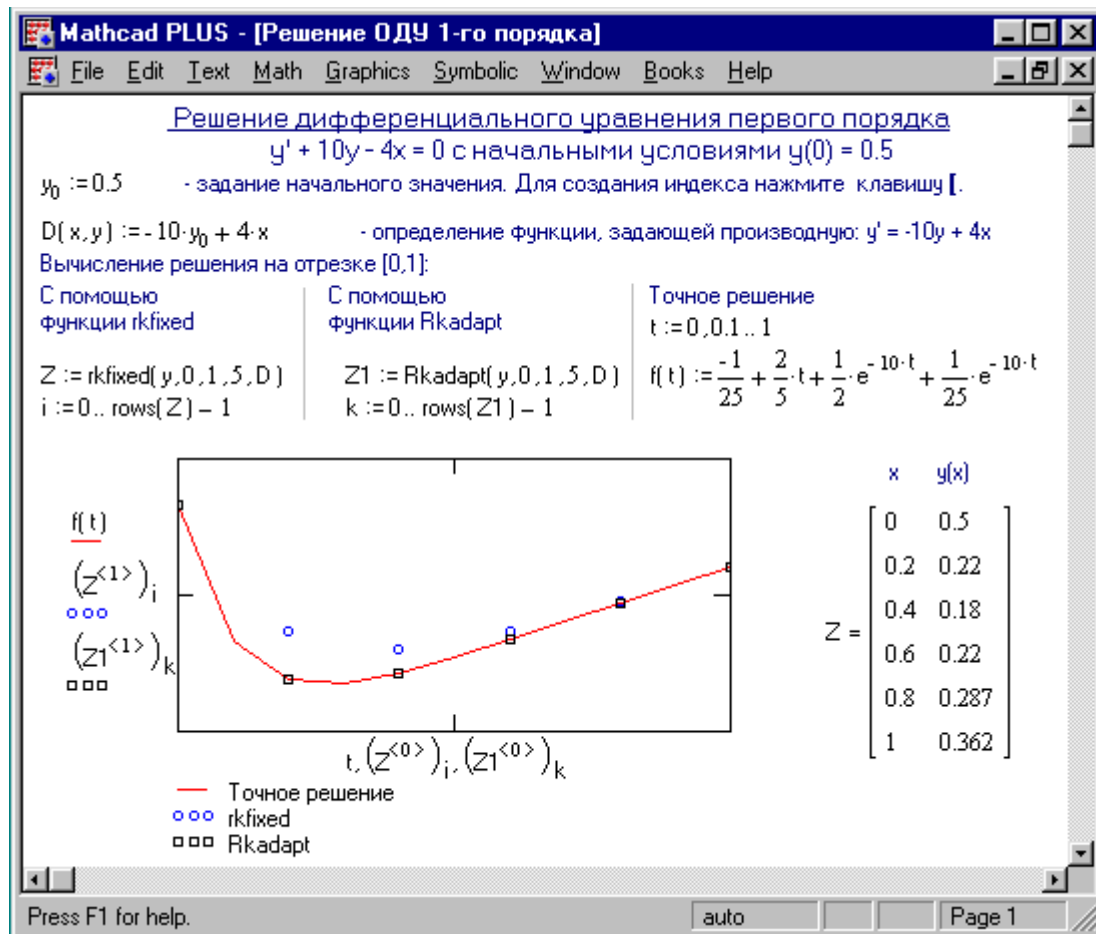 Mathcad PLUS - [Решение ОДУ 1-го порядка]
File Edit Text Math Graphics Symbolic Window Books Help
Решение дифференциального уравнения первого порядка
y' + 10y - 4x = 0 с начальными условиями y(0) = 0.5
y₀ := 0.5 - задание начального значения. Для создания индекса нажмите клавишу [.
D(x,y) := -10·y₀ + 4·x - определение функции, задающей производную: y' = -10y + 4x
Вычисление решения на отрезке [0,1]:
С помощью
функции rkfixed
Z := rkfixed(y,0,1,5,D)
i := 0.. rows(Z) - 1
С помощью
функции Rkadapt
Z1 := Rkadapt(y,0,1,5,D)
k := 0.. rows(Z1) - 1
Точное решение
t := 0,0.1.. 1
f(t) := -1/25 + 2/5·t + 1/2·e^(-10·t) + 1/25·e^(-10·t)
f(t)
(Z^<1>)_i
(Z1^<1>)_k
t,(Z^<0>)_i,(Z1^<0>)_k
Точное решение
rkfixed
Rkadapt
x y(x)
Z =
0 0.5
0.2 0.22
0.4 0.18
0.6 0.22
0.8 0.287
1 0.362
Press F1 for help. auto Page 1